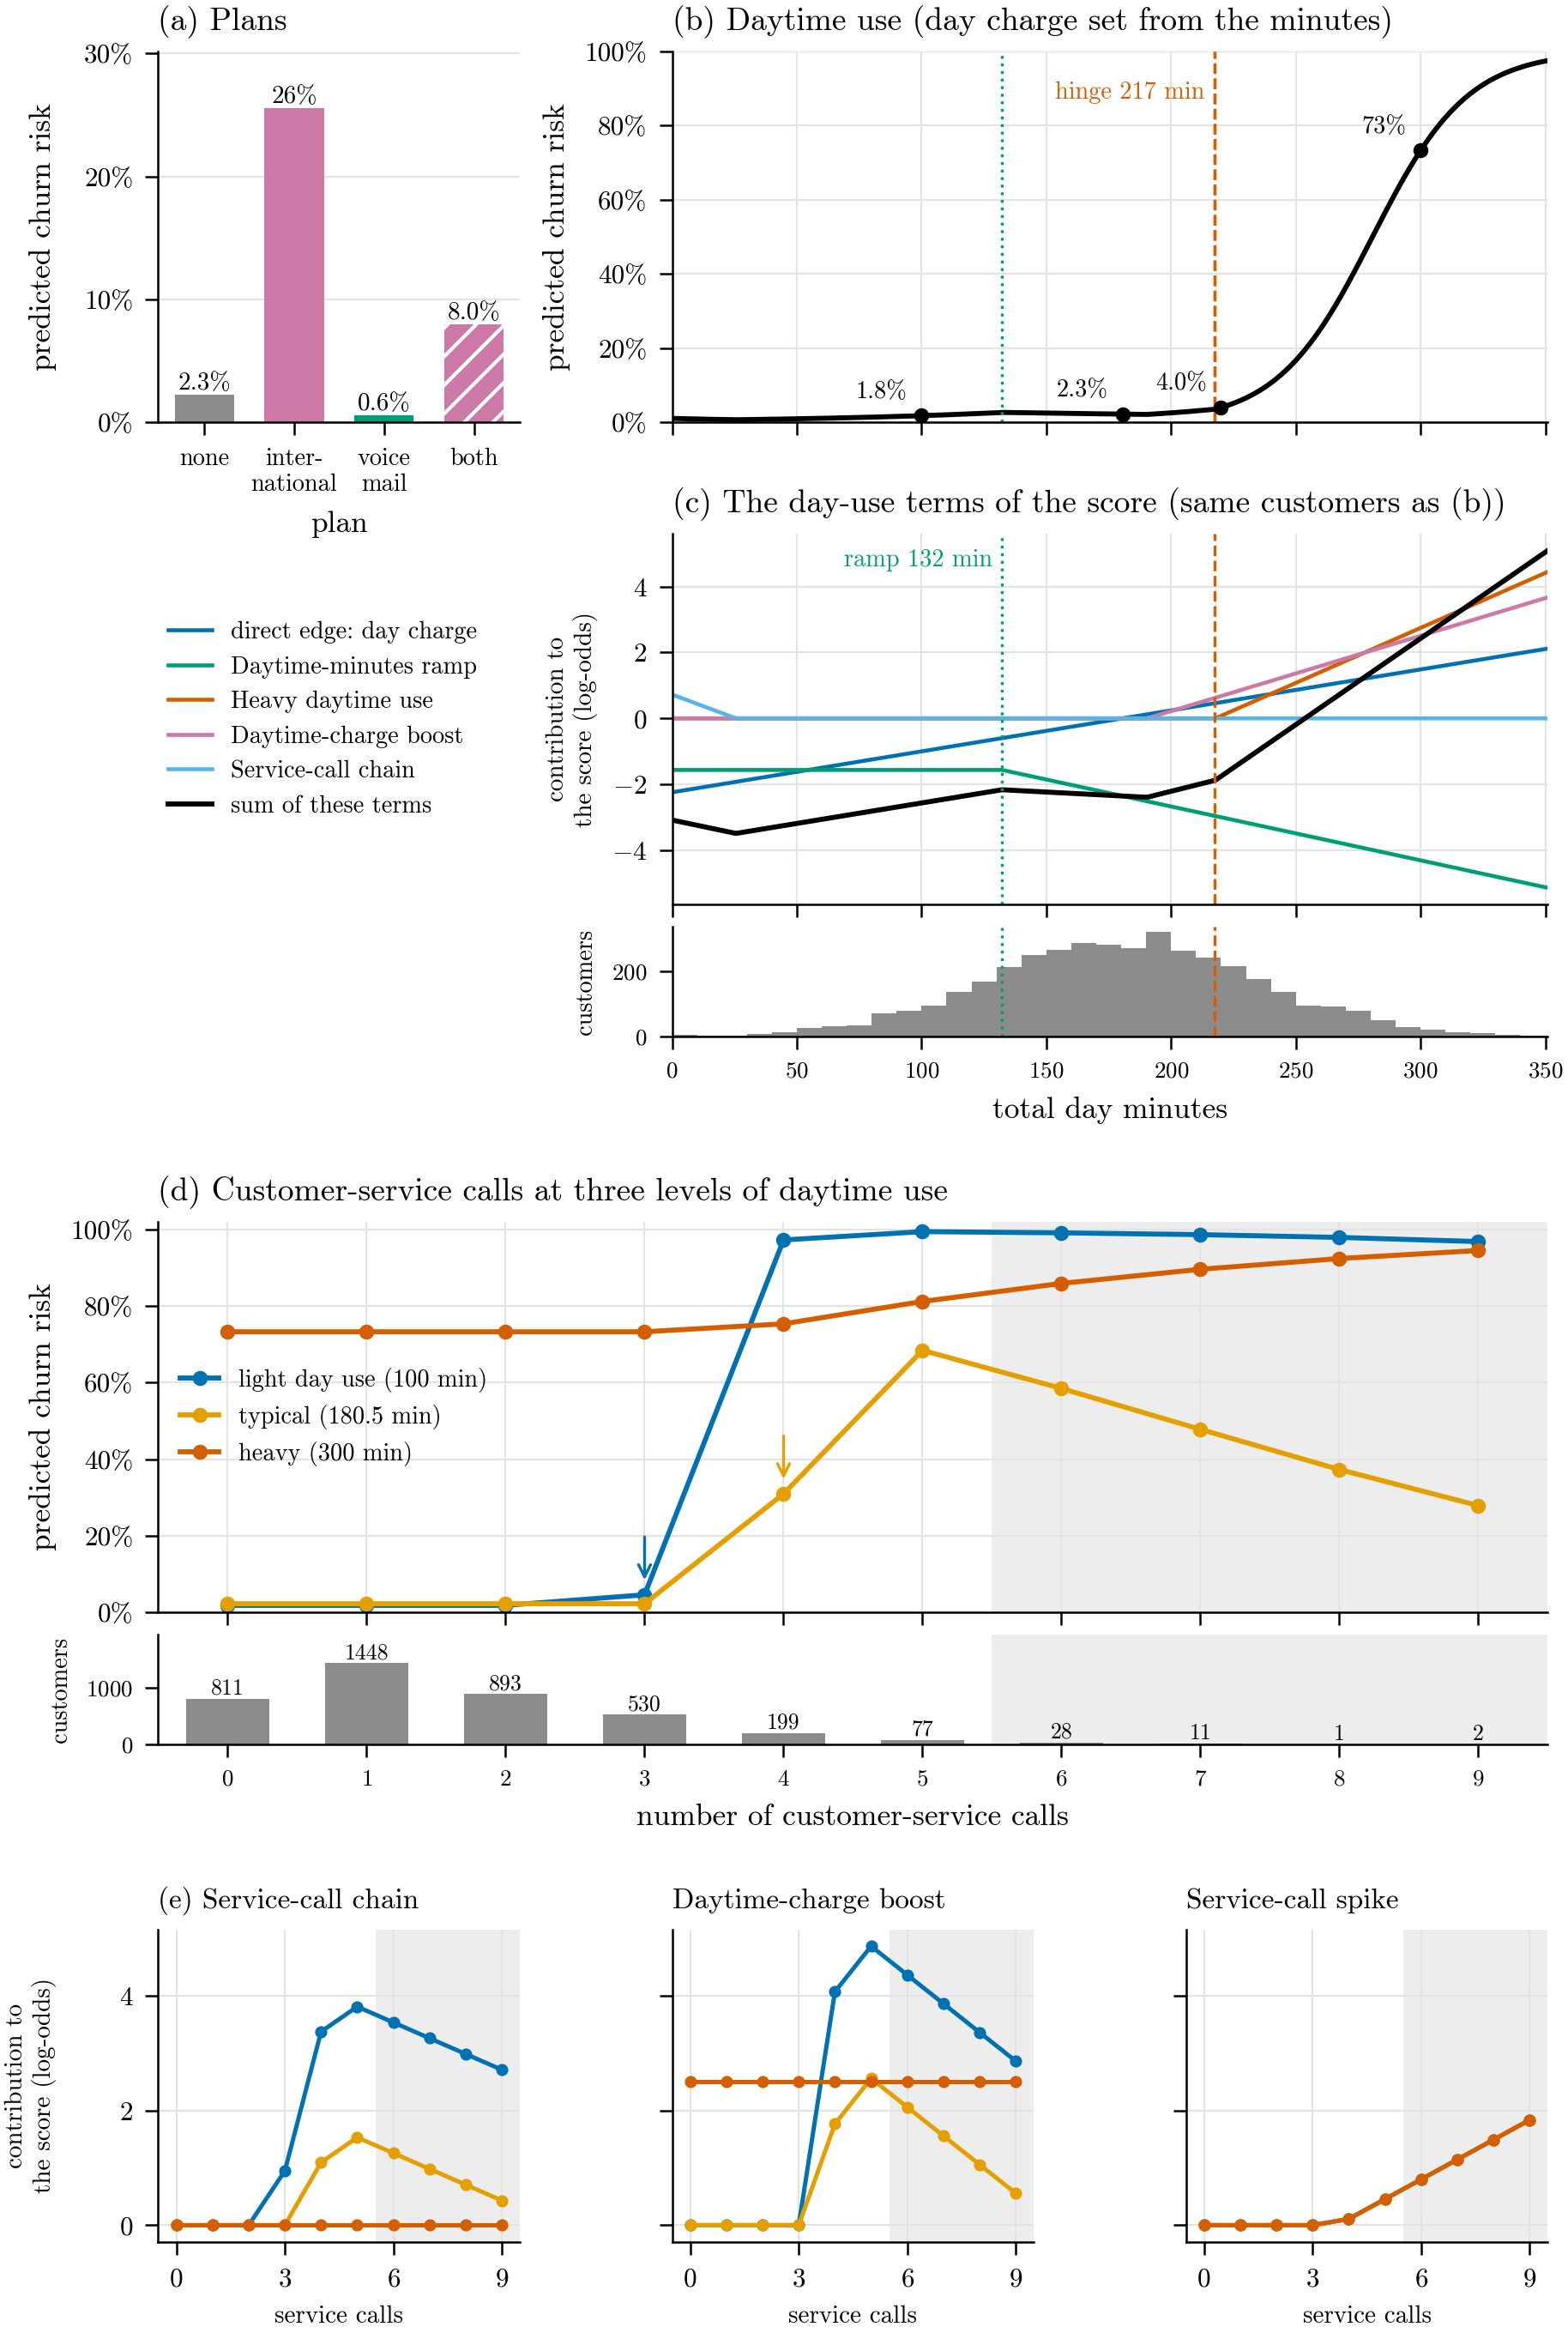 (a) Plans
predicted churn risk
30%
20%
10%
0%
2.3%
26%
0.6%
8.0%
none
inter-
national
voice
mail
both
plan
(b) Daytime use (day charge set from the minutes)
predicted churn risk
100%
80%
60%
40%
20%
0%
hinge 217 min
1.8%
2.3%
4.0%
73%
direct edge: day charge
Daytime-minutes ramp
Heavy daytime use
Daytime-charge boost
Service-call chain
sum of these terms
(c) The day-use terms of the score (same customers as (b))
contribution to
the score (log-odds)
4
2
0
−2
−4
ramp 132 min
customers
200
0
0 50 100 150 200 250 300 350
total day minutes
(d) Customer-service calls at three levels of daytime use
predicted churn risk
100%
80%
60%
40%
20%
0%
light day use (100 min)
typical (180.5 min)
heavy (300 min)
customers
1000
0
811 1448 893 530 199 77 28 11 1 2
0 1 2 3 4 5 6 7 8 9
number of customer-service calls
(e) Service-call chain
contribution to
the score (log-odds)
4
2
0
0 3 6 9
service calls
Daytime-charge boost
0 3 6 9
service calls
Service-call spike
0 3 6 9
service calls